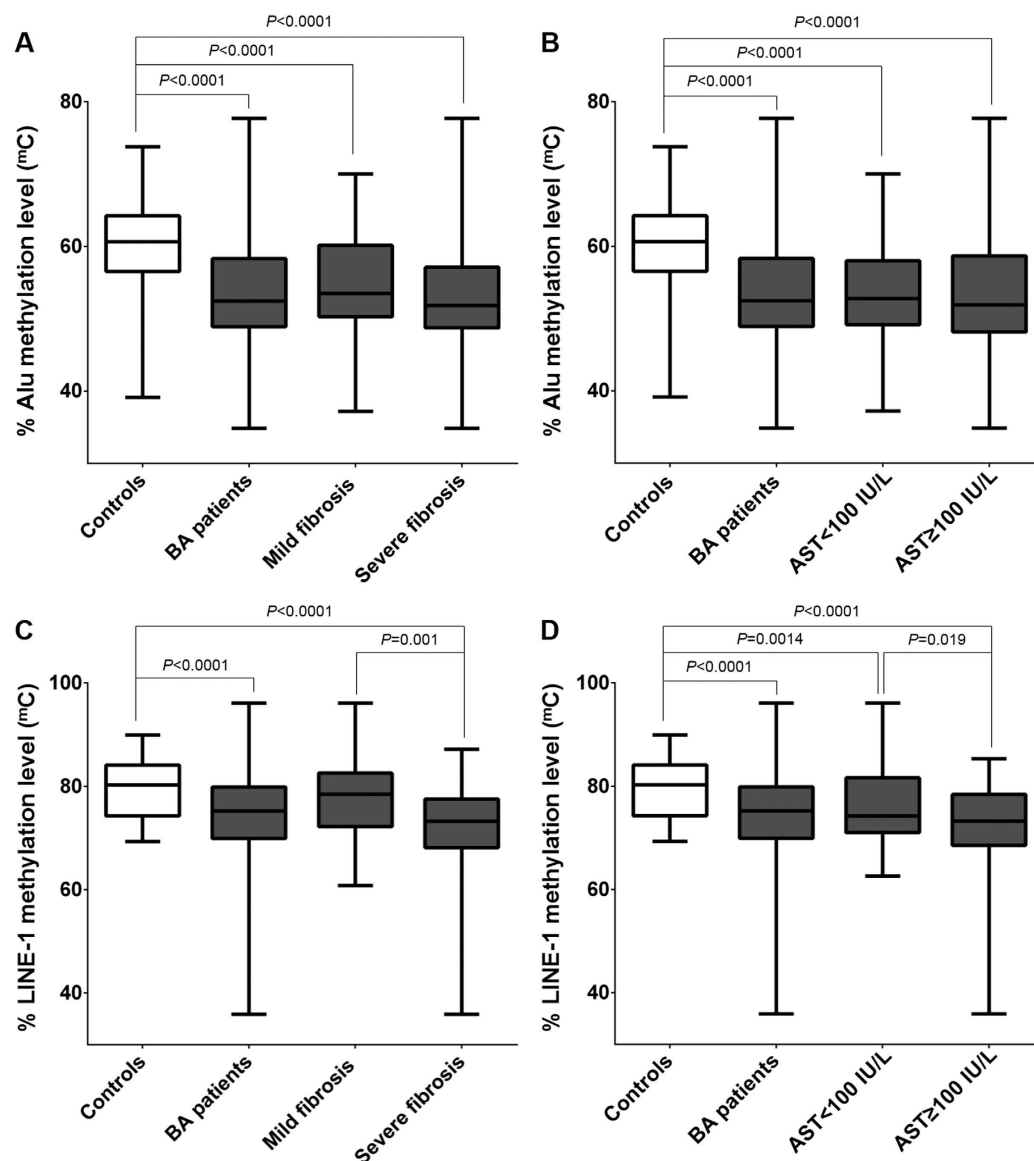 A
P<0.0001
P<0.0001
P<0.0001
% Alu methylation level (ᵐC)
80
60
40
Controls
BA patients
Mild fibrosis
Severe fibrosis
B
P<0.0001
P<0.0001
P<0.0001
% Alu methylation level (ᵐC)
80
60
40
Controls
BA patients
AST<100 IU/L
AST≥100 IU/L
C
P<0.0001
P=0.001
P<0.0001
% LINE-1 methylation level (ᵐC)
100
80
60
40
Controls
BA patients
Mild fibrosis
Severe fibrosis
D
P<0.0001
P=0.0014
P=0.019
P<0.0001
% LINE-1 methylation level (ᵐC)
100
80
60
40
Controls
BA patients
AST<100 IU/L
AST≥100 IU/L